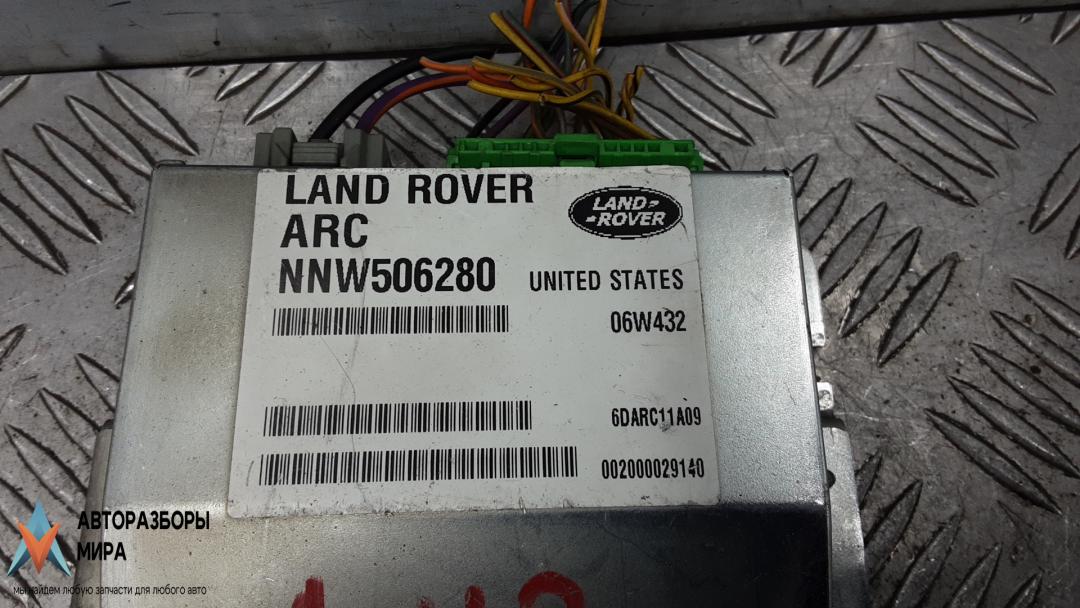 LAND ROVER
LAND ROVER
ARC
NNW506280
UNITED STATES
06W432
6DARC11A09
002000029140
АВТОРАЗБОРЫ
МИРА
мы найдем любую запчасти для любого авто